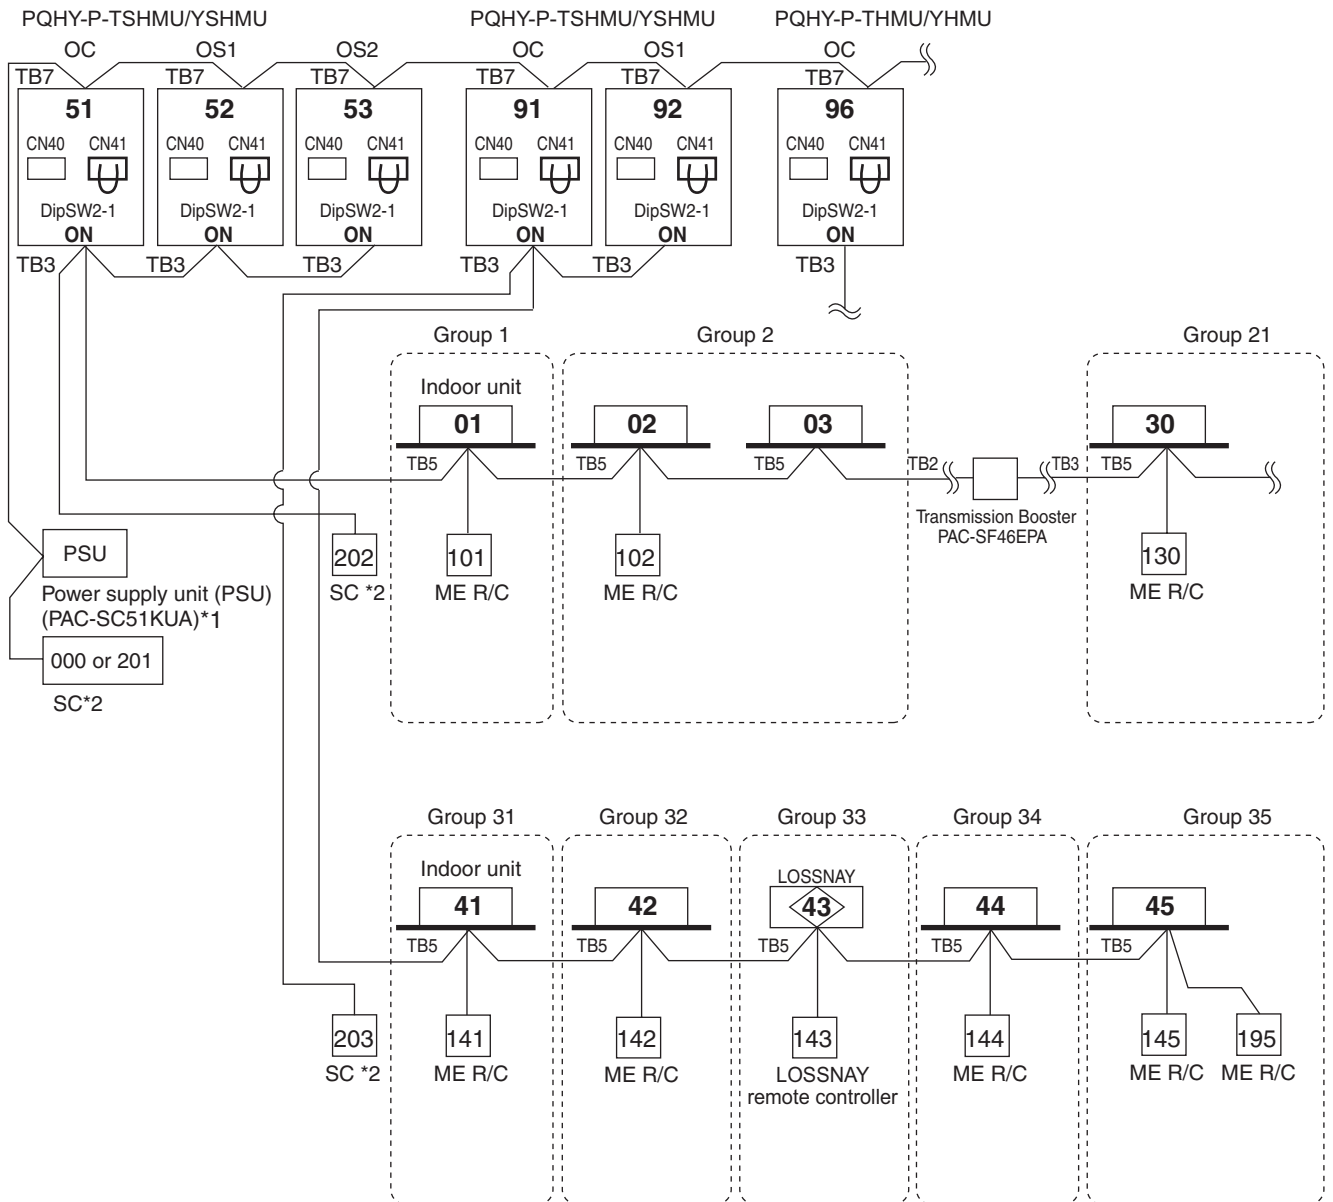 PQHY-P-TSHMU/YSHMU PQHY-P-TSHMU/YSHMU PQHY-P-THMU/YHMU
OC OS1 OS2 OC OS1 OC
TB7 TB7 TB7 TB7 TB7 TB7
51 52 53 91 92 96
CN40 CN41 CN40 CN41 CN40 CN41 CN40 CN41 CN40 CN41 CN40 CN41
DipSW2-1 DipSW2-1 DipSW2-1 DipSW2-1 DipSW2-1 DipSW2-1
ON ON ON ON ON ON
TB3 TB3 TB3 TB3 TB3 TB3
Group 1 Group 2 Group 21
Indoor unit
01 02 03 30
TB5 TB5 TB5 TB2 TB3 TB5
Transmission Booster
PAC-SF46EPA
PSU 202 101 102 130
SC *2 ME R/C ME R/C ME R/C
Power supply unit (PSU)
(PAC-SC51KUA)*1
000 or 201
SC*2
Group 31 Group 32 Group 33 Group 34 Group 35
Indoor unit LOSSNAY
41 42 43 44 45
TB5 TB5 TB5 TB5 TB5
203 141 142 143 144 145 195
SC *2 ME R/C ME R/C LOSSNAY ME R/C ME R/C ME R/C
remote controller